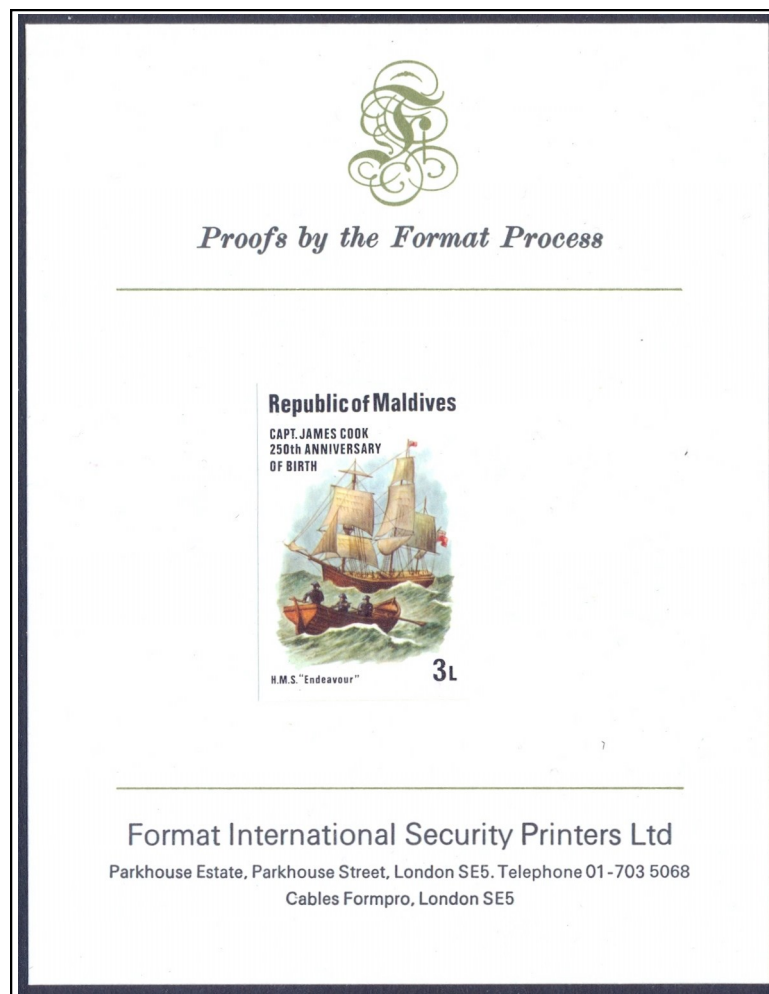 Proofs by the Format Process
Republic of Maldives
CAPT. JAMES COOK
250th ANNIVERSARY
OF BIRTH
H.M.S. "Endeavour"
3L
Format International Security Printers Ltd
Parkhouse Estate, Parkhouse Street, London SE5. Telephone 01-703 5068
Cables Formpro, London SE5